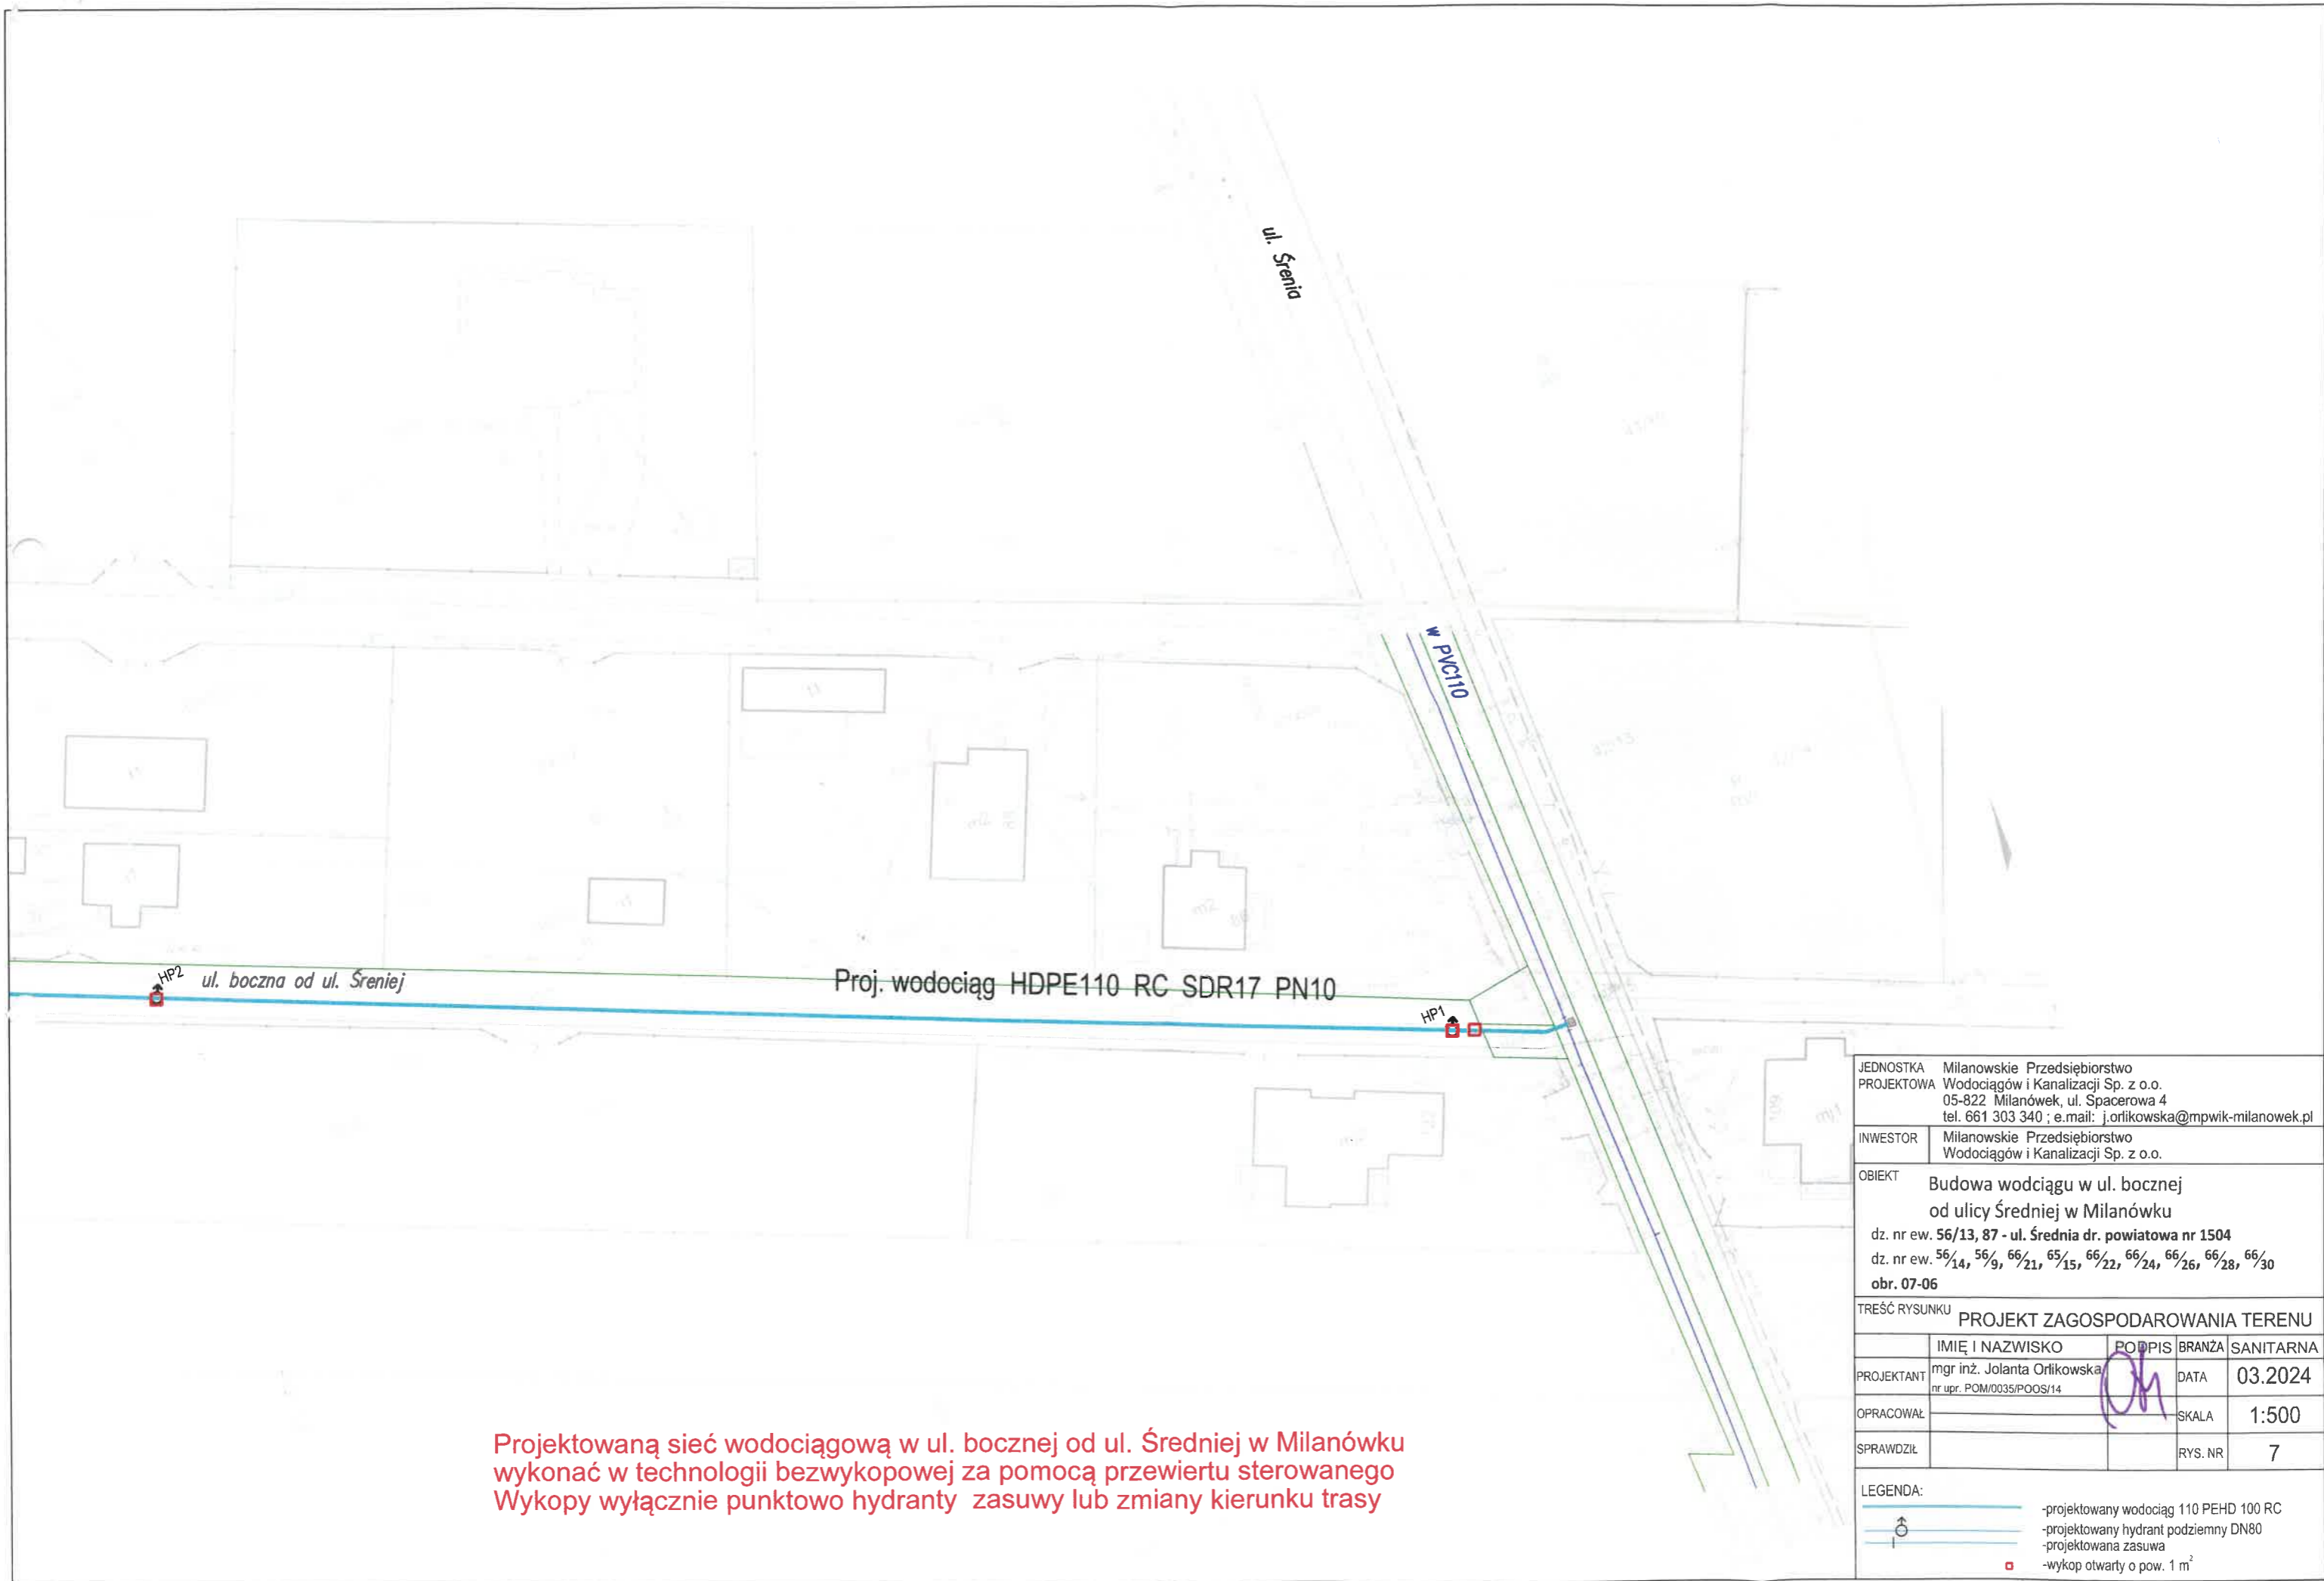 ul. Śrenia
w PVC110
HP2
ul. boczna od ul. Śreniej
Proj. wodociąg HDPE110 RC SDR17 PN10
HP1
m2
m2
109
mj1
Projektowaną sieć wodociągową w ul. bocznej od ul. Średniej w Milanówku
wykonać w technologii bezwykopowej za pomocą przewiertu sterowanego
Wykopy wyłącznie punktowo hydranty zasuwy lub zmiany kierunku trasy
JEDNOSTKA PROJEKTOWA
Milanowskie Przedsiębiorstwo
Wodociągów i Kanalizacji Sp. z o.o.
05-822 Milanówek, ul. Spacerowa 4
tel. 661 303 340 ; e.mail: j.orlikowska@mpwik-milanowek.pl
INWESTOR
Milanowskie Przedsiębiorstwo
Wodociągów i Kanalizacji Sp. z o.o.
OBIEKT
Budowa wodciągu w ul. bocznej
od ulicy Średniej w Milanówku
dz. nr ew. 56/13, 87 - ul. Średnia dr. powiatowa nr 1504
dz. nr ew. 56/14, 56/9, 66/21, 65/15, 66/22, 66/24, 66/26, 66/28, 66/30
obr. 07-06
TREŚĆ RYSUNKU PROJEKT ZAGOSPODAROWANIA TERENU
IMIĘ I NAZWISKO PODPIS BRANŻA SANITARNA
PROJEKTANT mgr inż. Jolanta Orlikowska DATA 03.2024
nr upr. POM/0035/POOS/14
OPRACOWAŁ SKALA 1:500
SPRAWDZIŁ RYS. NR 7
LEGENDA:
-projektowany wodociąg 110 PEHD 100 RC
-projektowany hydrant podziemny DN80
-projektowana zasuwa
-wykop otwarty o pow. 1 m²